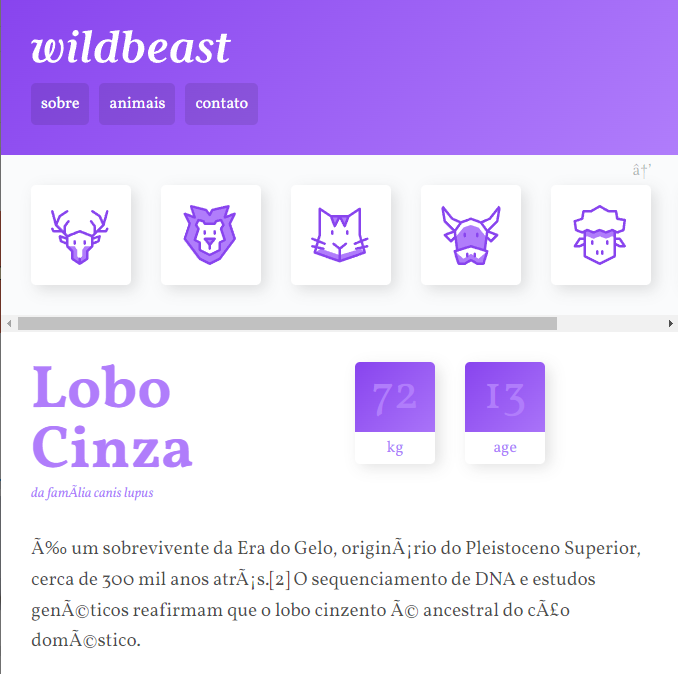 wildbeast
sobre animais contato
â†’
Lobo
Cinza
da famÃ­lia canis lupus
72 13
kg age
Ã‰ um sobrevivente da Era do Gelo, originÃ¡rio do Pleistoceno Superior,
cerca de 300 mil anos atrÃ¡s.[2] O sequenciamento de DNA e estudos
genÃ©ticos reafirmam que o lobo cinzento Ã© ancestral do cÃ£o
domÃ©stico.